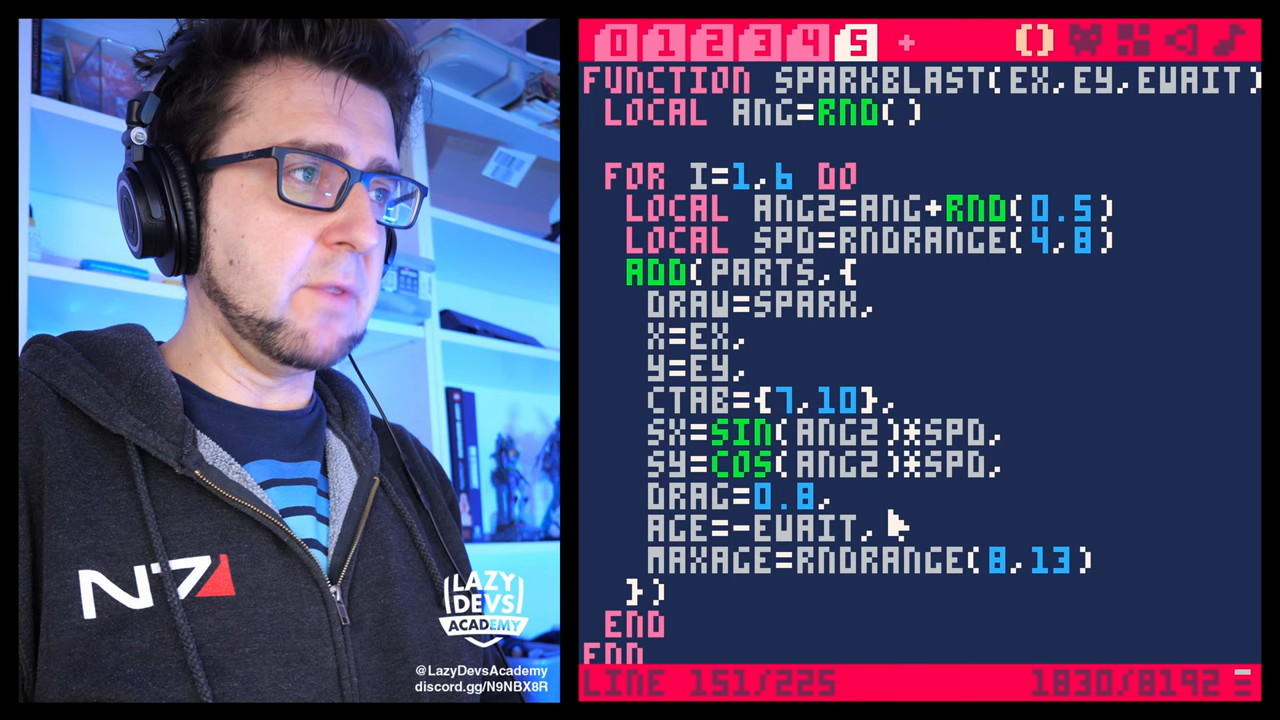 N7
LAZY
DEVS
ACADEMY
@LazyDevsAcademy
discord.gg/N9NBX8R
0 1 2 3 4 5 + ()
FUNCTION SPARKBLAST(EX,EY,EWAIT)
LOCAL ANG=RND()
FOR I=1,6 DO
LOCAL ANG2=ANG+RND(0.5)
LOCAL SPD=RNDRANGE(4,8)
ADD(PARTS,{
DRAW=SPARK,
X=EX,
Y=EY,
CTAB={7,10},
SX=SIN(ANG2)*SPD,
SY=COS(ANG2)*SPD,
DRAG=0.8,
AGE=-EWAIT,
MAXAGE=RNDRANGE(8,13)
})
END
END
LINE 151/225 1830/8192